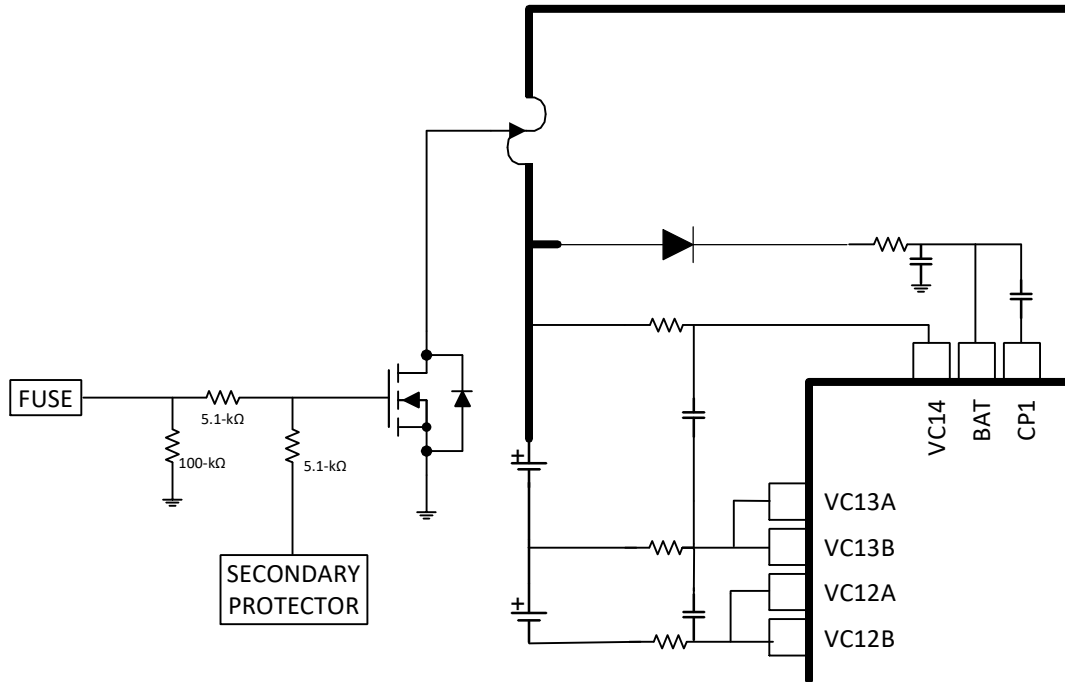 FUSE
5.1-kΩ
100-kΩ
5.1-kΩ
SECONDARY
PROTECTOR
+
+
VC14
BAT
CP1
VC13A
VC13B
VC12A
VC12B